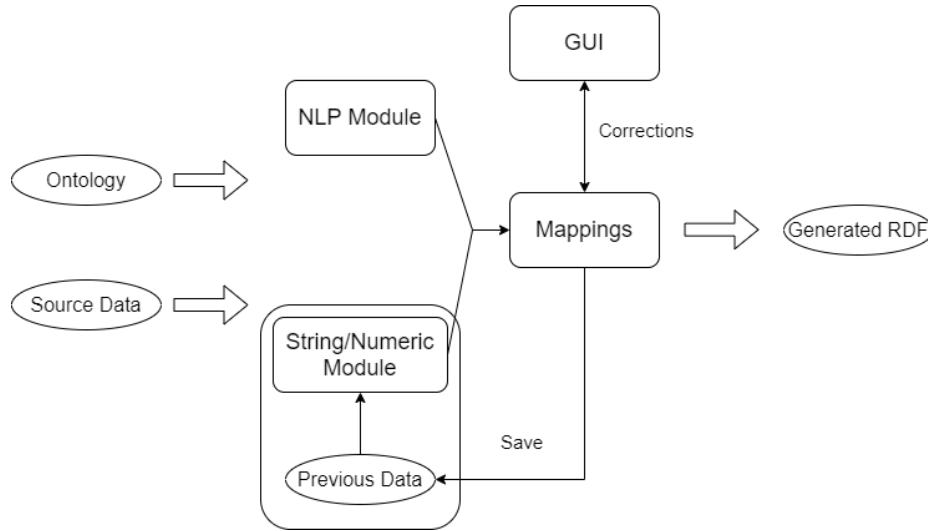 GUI
NLP Module
Corrections
Ontology
Mappings
Generated RDF
Source Data
String/Numeric
Module
Save
Previous Data